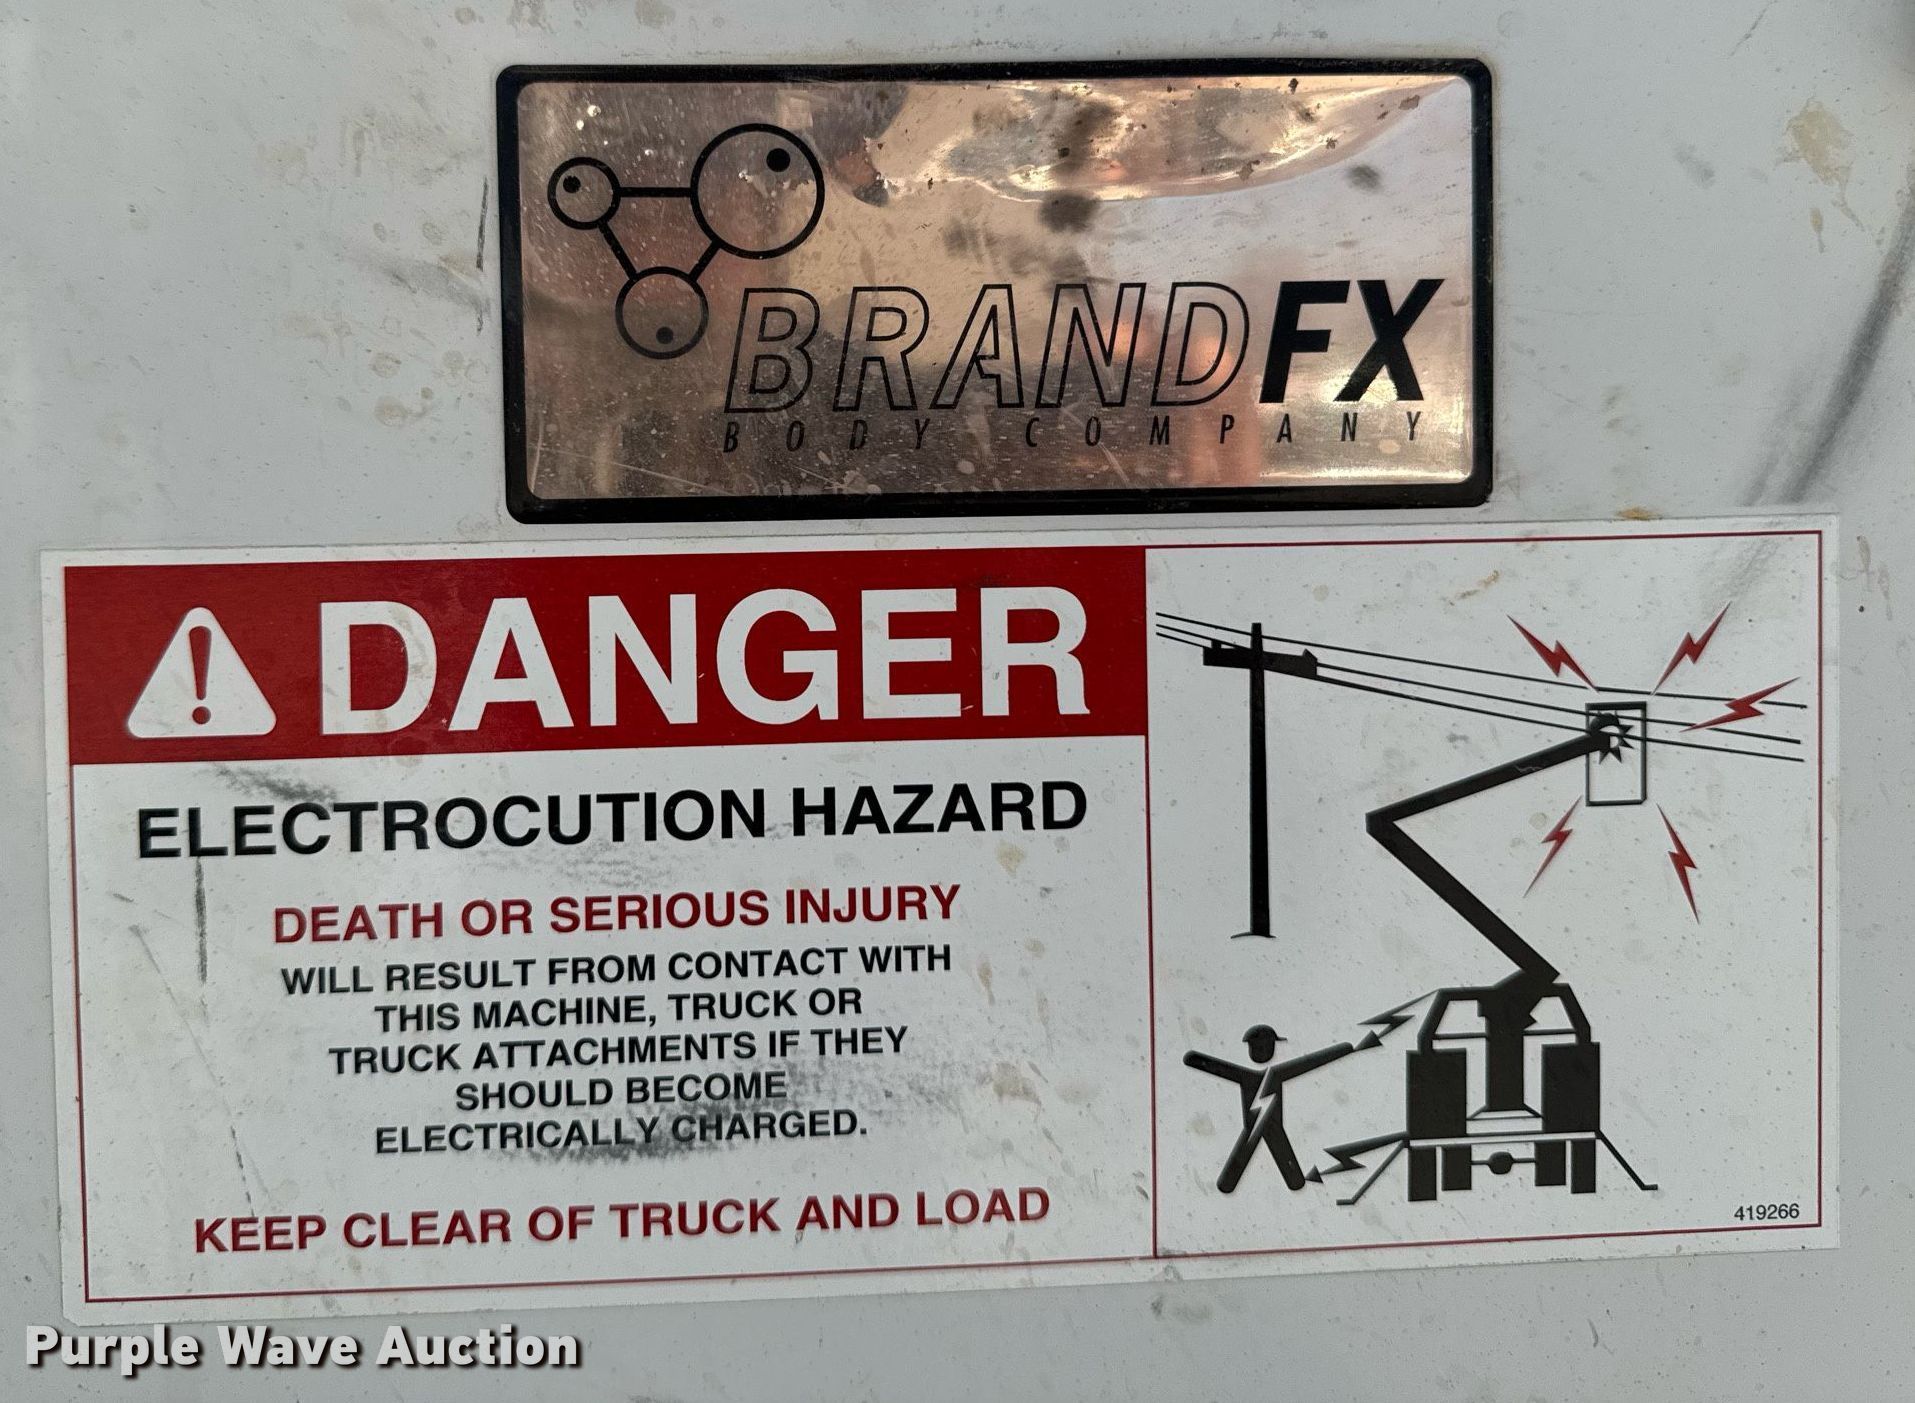 BRANDFX
BODY COMPANY
DANGER
ELECTROCUTION HAZARD
DEATH OR SERIOUS INJURY
WILL RESULT FROM CONTACT WITH
THIS MACHINE, TRUCK OR
TRUCK ATTACHMENTS IF THEY
SHOULD BECOME
ELECTRICALLY CHARGED.
KEEP CLEAR OF TRUCK AND LOAD
419266
Purple Wave Auction